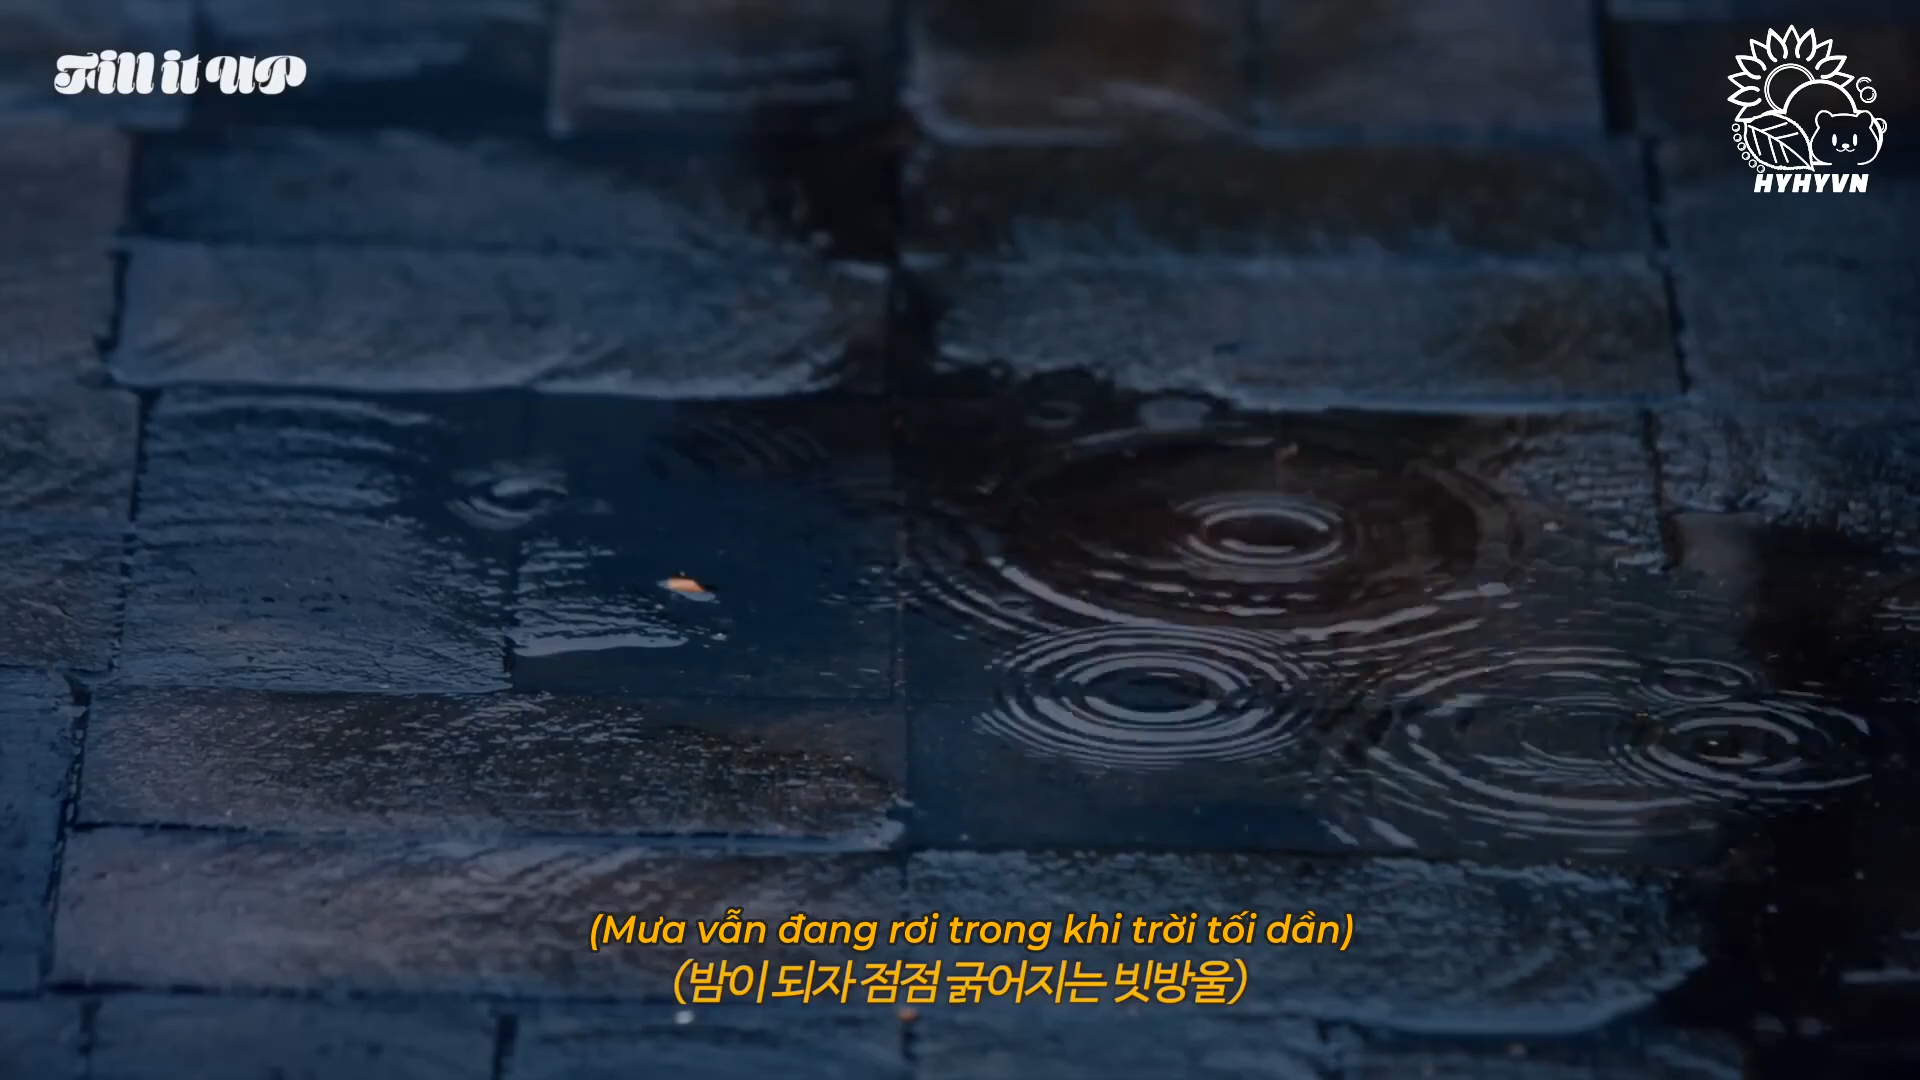 Fill it UP
HYHYVN
(Mưa vẫn đang rơi trong khi trời tối dần)
(밤이 되자 점점 굵어지는 빗방울)